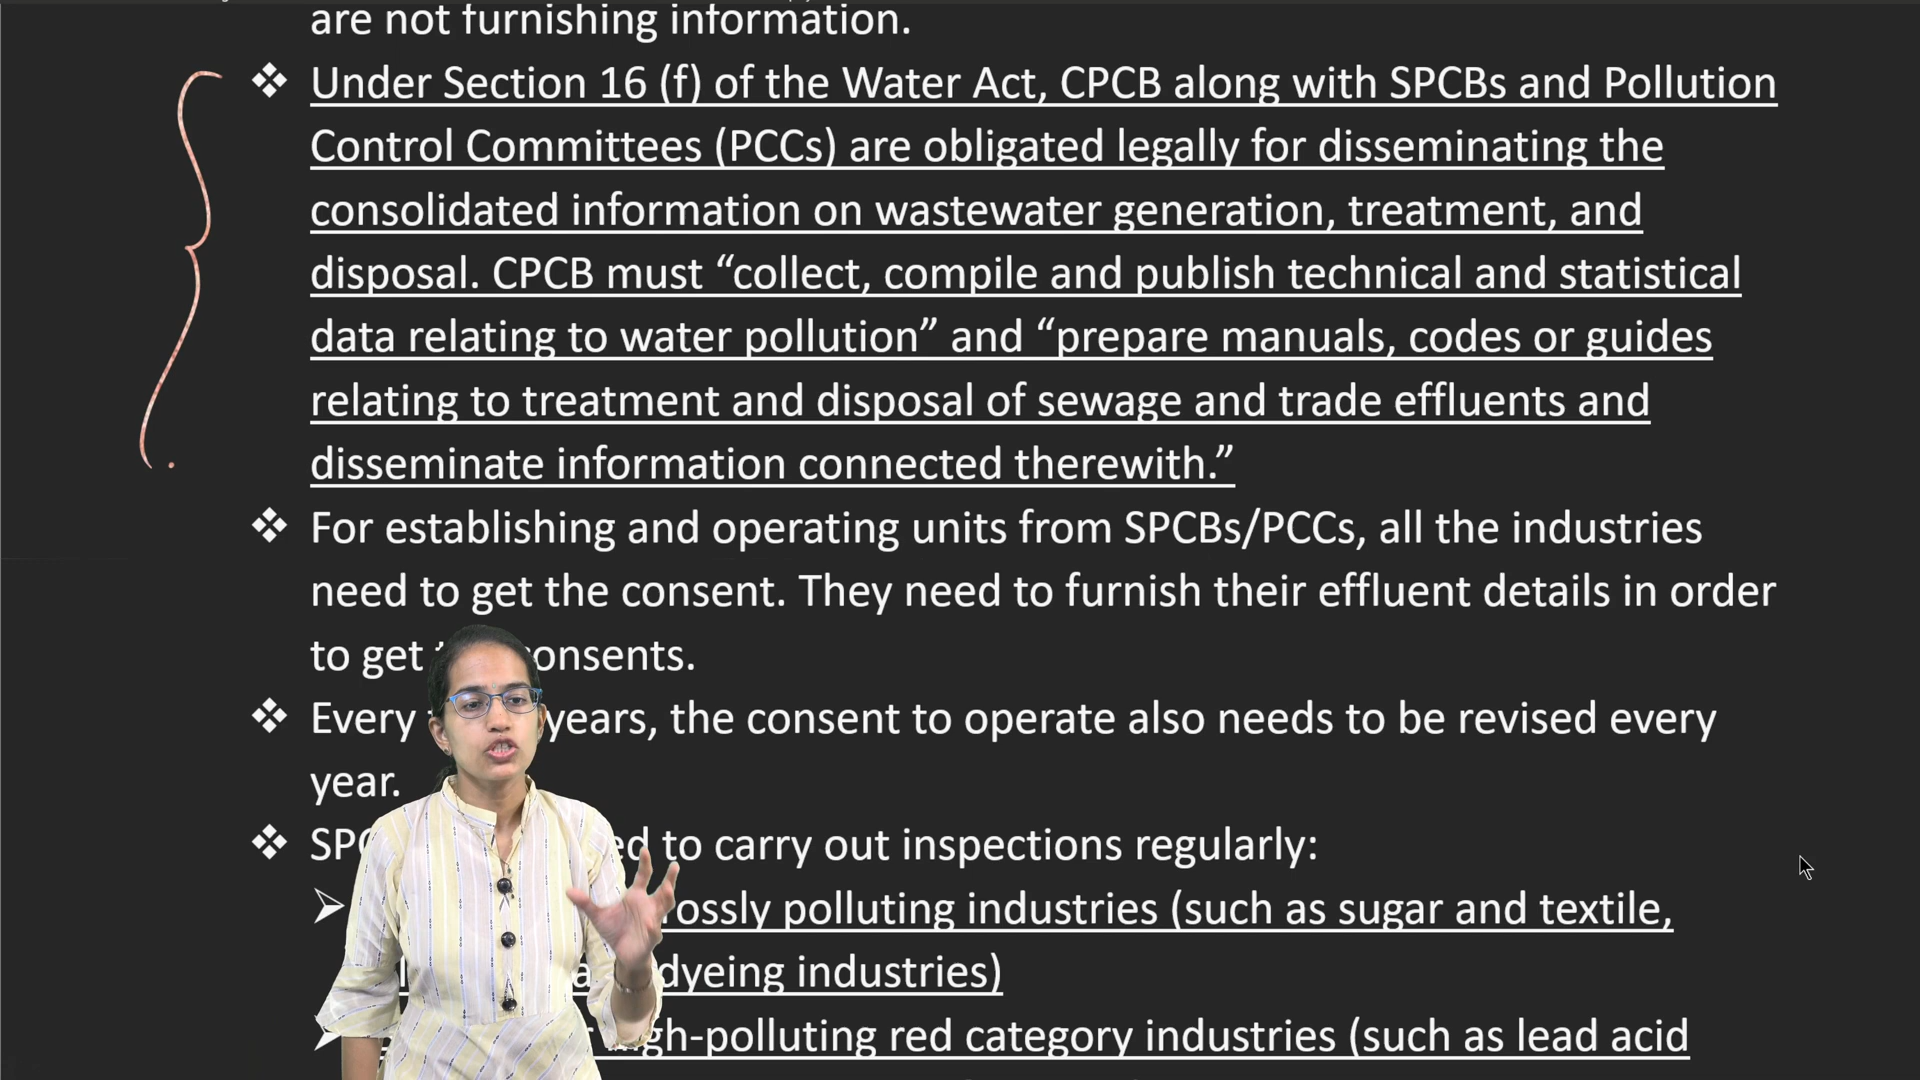 are not furnishing information.
❖ Under Section 16 (f) of the Water Act, CPCB along with SPCBs and Pollution
Control Committees (PCCs) are obligated legally for disseminating the
consolidated information on wastewater generation, treatment, and
disposal. CPCB must “collect, compile and publish technical and statistical
data relating to water pollution” and “prepare manuals, codes or guides
relating to treatment and disposal of sewage and trade effluents and
disseminate information connected therewith.”
❖ For establishing and operating units from SPCBs/PCCs, all the industries
need to get the consent. They need to furnish their effluent details in order
to get consents.
❖ Every years, the consent to operate also needs to be revised every
year.
❖ to carry out inspections regularly:
➢ polluting industries (such as sugar and textile,
dyeing industries)
➢ polluting red category industries (such as lead acid